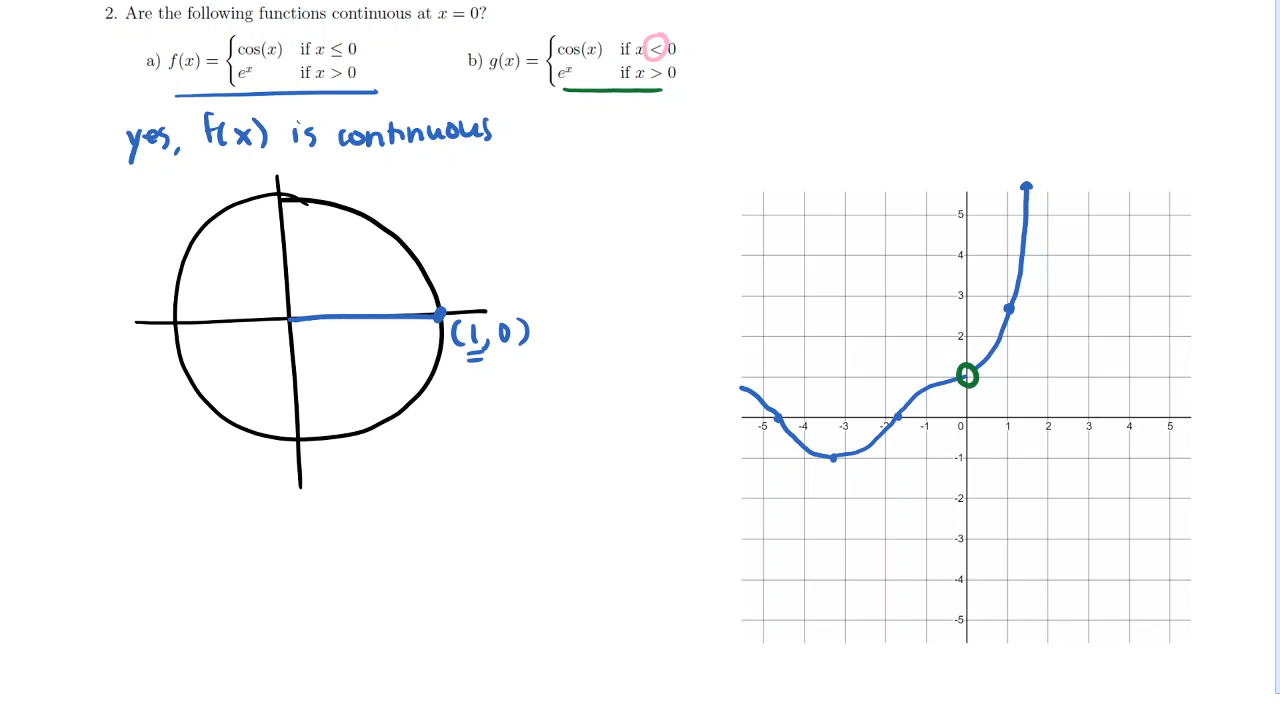 2. Are the following functions continuous at x = 0?
a) f(x) = { cos(x) if x ≤ 0
e^x if x > 0
b) g(x) = { cos(x) if x < 0
e^x if x > 0
yes, f(x) is continuous
(1, 0)
5
4
3
2
-5 -4 -3 -2 -1 0 1 2 3 4 5
-1
-2
-3
-4
-5